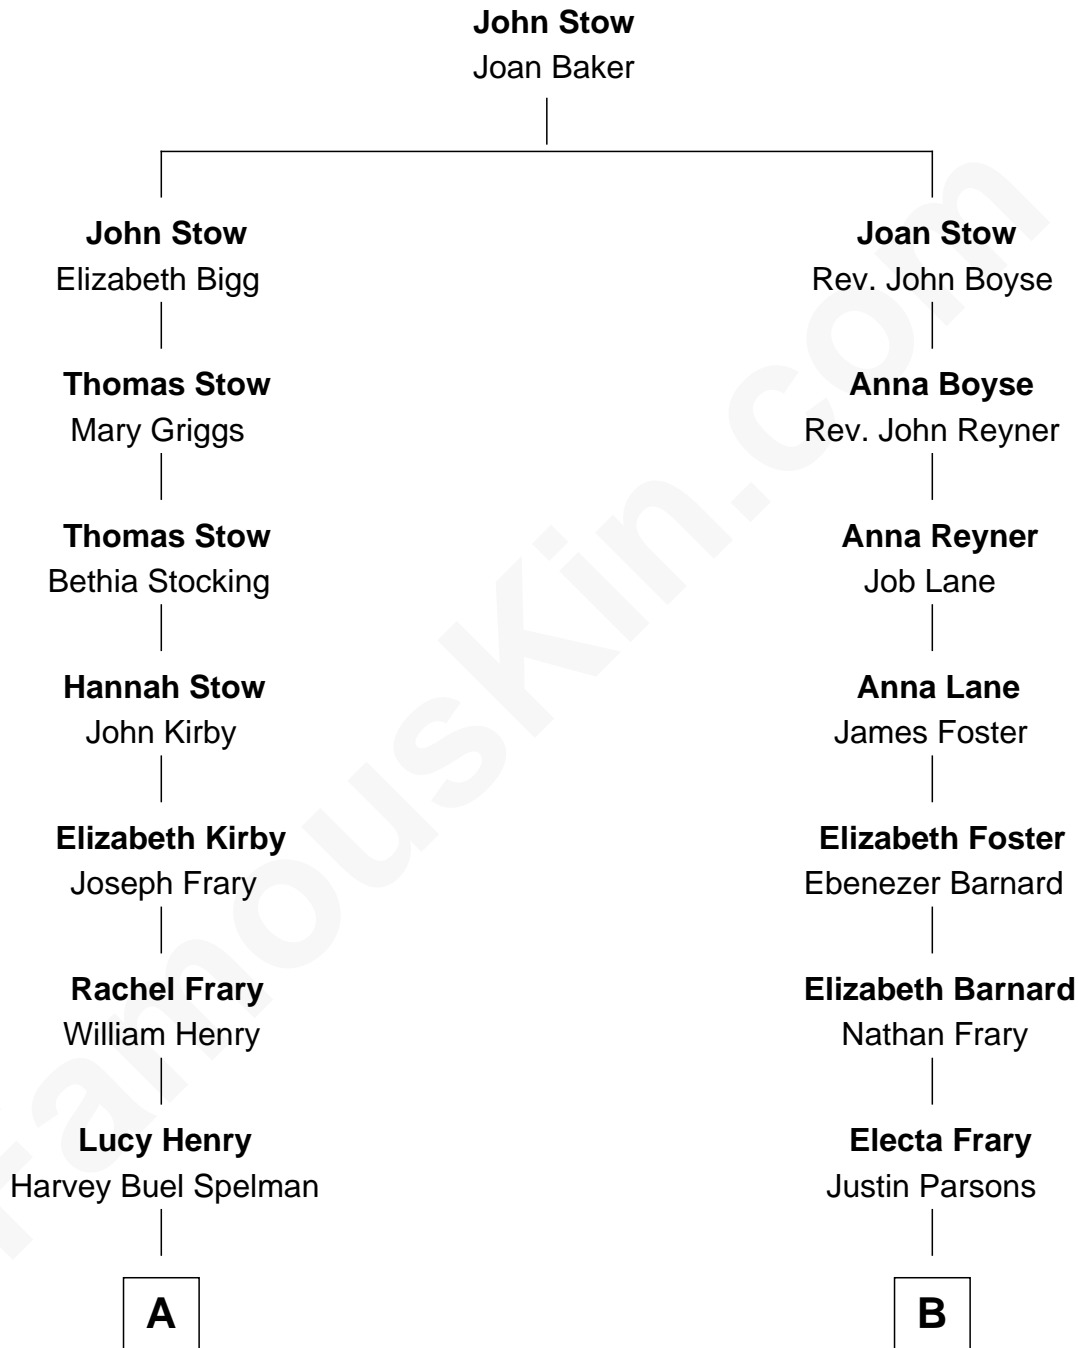 John Stow
Joan Baker
John Stow
Elizabeth Bigg
Joan Stow
Rev. John Boyse
Thomas Stow
Mary Griggs
Anna Boyse
Rev. John Reyner
Thomas Stow
Bethia Stocking
Anna Reyner
Job Lane
Hannah Stow
John Kirby
Anna Lane
James Foster
Elizabeth Kirby
Joseph Frary
Elizabeth Foster
Ebenezer Barnard
Rachel Frary
William Henry
Elizabeth Barnard
Nathan Frary
Lucy Henry
Harvey Buel Spelman
Electa Frary
Justin Parsons
A
B
FamousKin.com